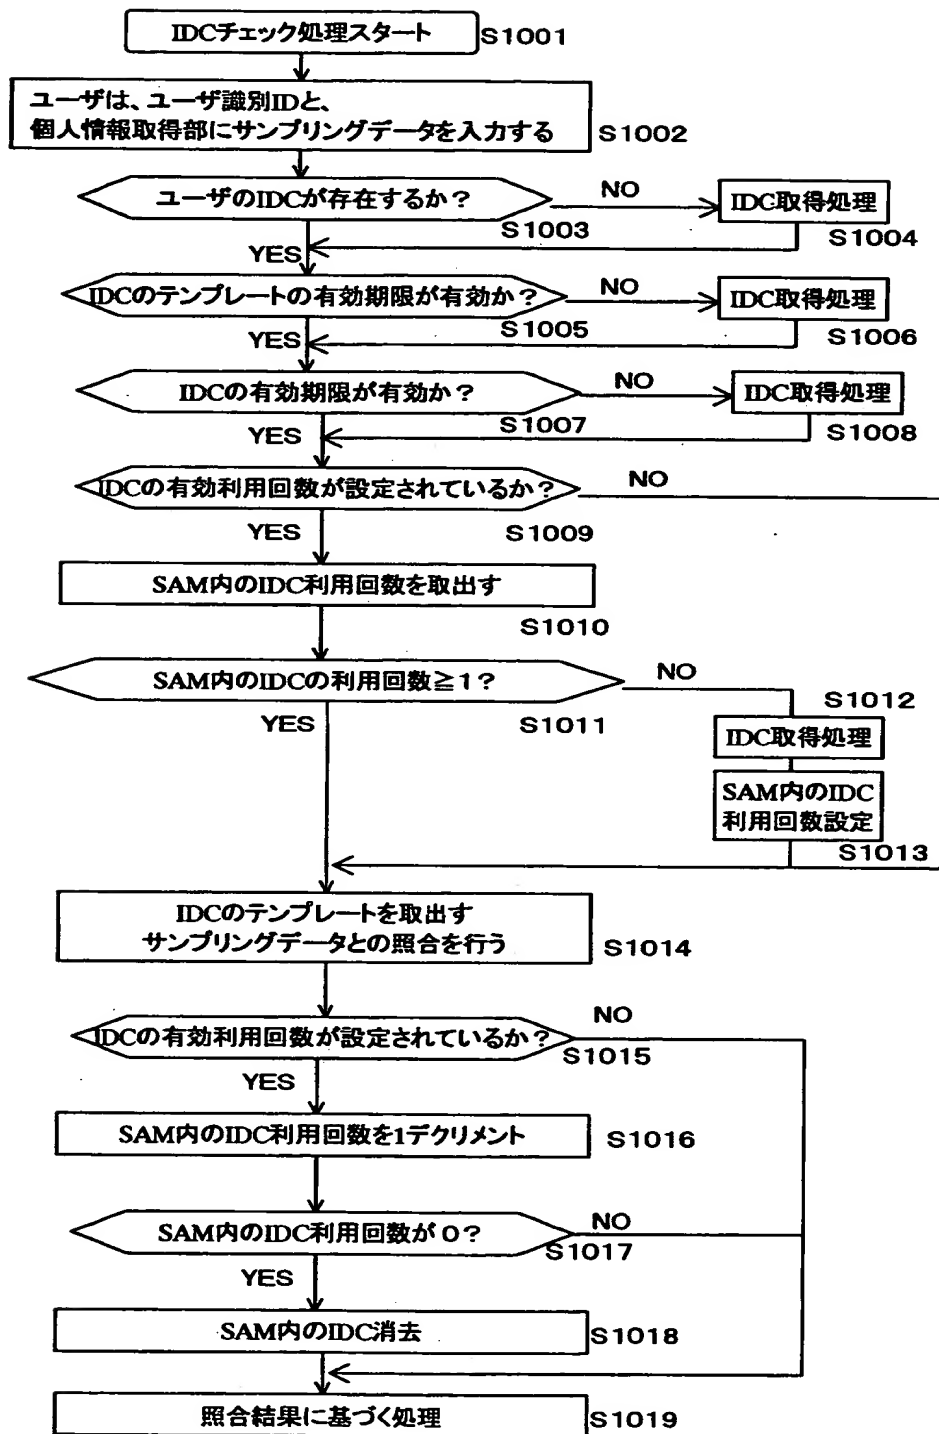 IDCチェック処理スタート
S1001
ユーザは、ユーザ識別IDと、
個人情報取得部にサンプリングデータを入力する
S1002
ユーザのIDCが存在するか?
NO
IDC取得処理
S1003
S1004
YES
IDCのテンプレートの有効期限が有効か?
NO
IDC取得処理
S1005
S1006
YES
IDCの有効期限が有効か?
NO
IDC取得処理
S1007
S1008
YES
IDCの有効利用回数が設定されているか?
NO
S1009
YES
SAM内のIDC利用回数を取出す
S1010
SAM内のIDCの利用回数≧1?
NO
S1011
YES
S1012
IDC取得処理
SAM内のIDC
利用回数設定
S1013
IDCのテンプレートを取出す
サンプリングデータとの照合を行う
S1014
IDCの有効利用回数が設定されているか?
NO
S1015
YES
SAM内のIDC利用回数を1デクリメント
S1016
SAM内のIDC利用回数が0?
NO
S1017
YES
SAM内のIDC消去
S1018
照合結果に基づく処理
S1019